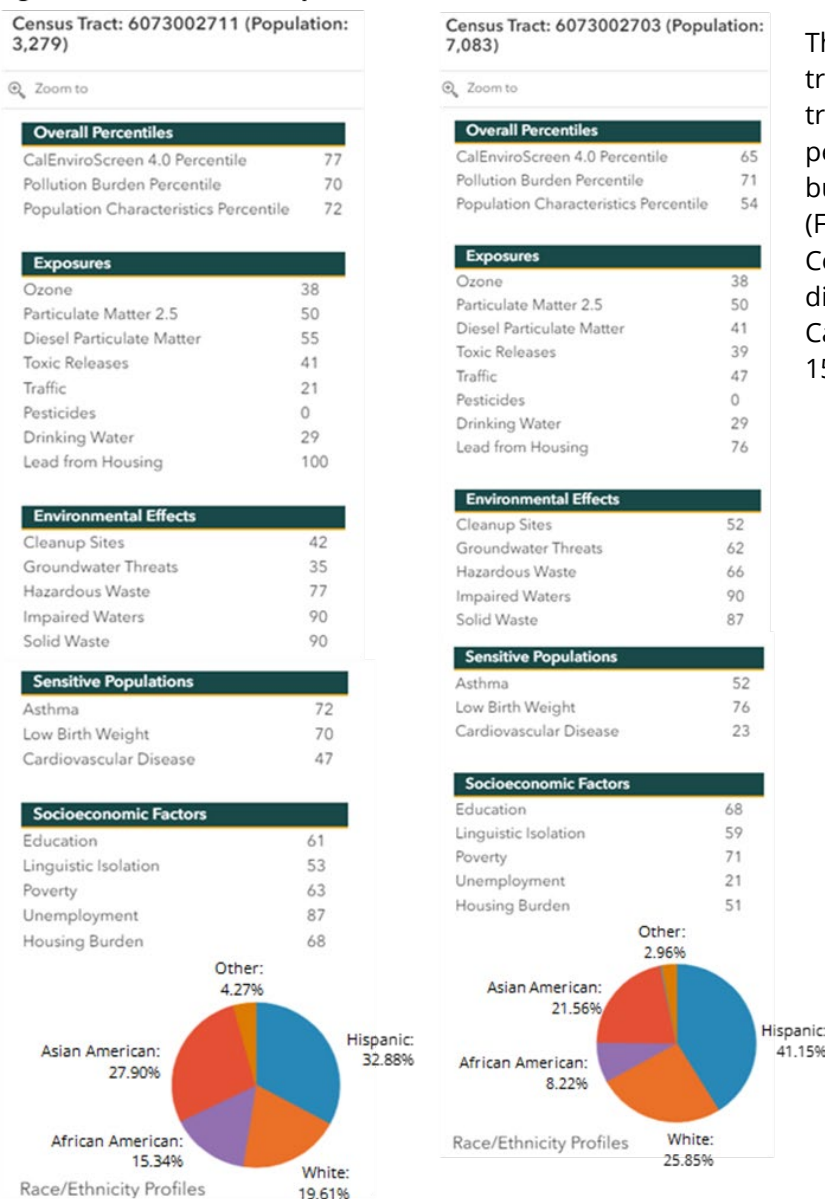 Census Tract: 6073002711 (Population:
3,279)
Zoom to
Overall Percentiles
CalEnviroScreen 4.0 Percentile 77
Pollution Burden Percentile 70
Population Characteristics Percentile 72
Exposures
Ozone 38
Particulate Matter 2.5 50
Diesel Particulate Matter 55
Toxic Releases 41
Traffic 21
Pesticides 0
Drinking Water 29
Lead from Housing 100
Environmental Effects
Cleanup Sites 42
Groundwater Threats 35
Hazardous Waste 77
Impaired Waters 90
Solid Waste 90
Sensitive Populations
Asthma 72
Low Birth Weight 70
Cardiovascular Disease 47
Socioeconomic Factors
Education 61
Linguistic Isolation 53
Poverty 63
Unemployment 87
Housing Burden 68
Other:
4.27%
Hispanic:
32.88%
Asian American:
27.90%
African American:
15.34%
White:
19.61%
Race/Ethnicity Profiles
Census Tract: 6073002703 (Population:
7,083)
Zoom to
Overall Percentiles
CalEnviroScreen 4.0 Percentile 65
Pollution Burden Percentile 71
Population Characteristics Percentile 54
Exposures
Ozone 38
Particulate Matter 2.5 50
Diesel Particulate Matter 41
Toxic Releases 39
Traffic 47
Pesticides 0
Drinking Water 29
Lead from Housing 76
Environmental Effects
Cleanup Sites 52
Groundwater Threats 62
Hazardous Waste 66
Impaired Waters 90
Solid Waste 87
Sensitive Populations
Asthma 52
Low Birth Weight 76
Cardiovascular Disease 23
Socioeconomic Factors
Education 68
Linguistic Isolation 59
Poverty 71
Unemployment 21
Housing Burden 51
Other:
2.96%
Asian American:
21.56%
Hispanic:
41.15%
African American:
8.22%
Race/Ethnicity Profiles
White:
25.85%